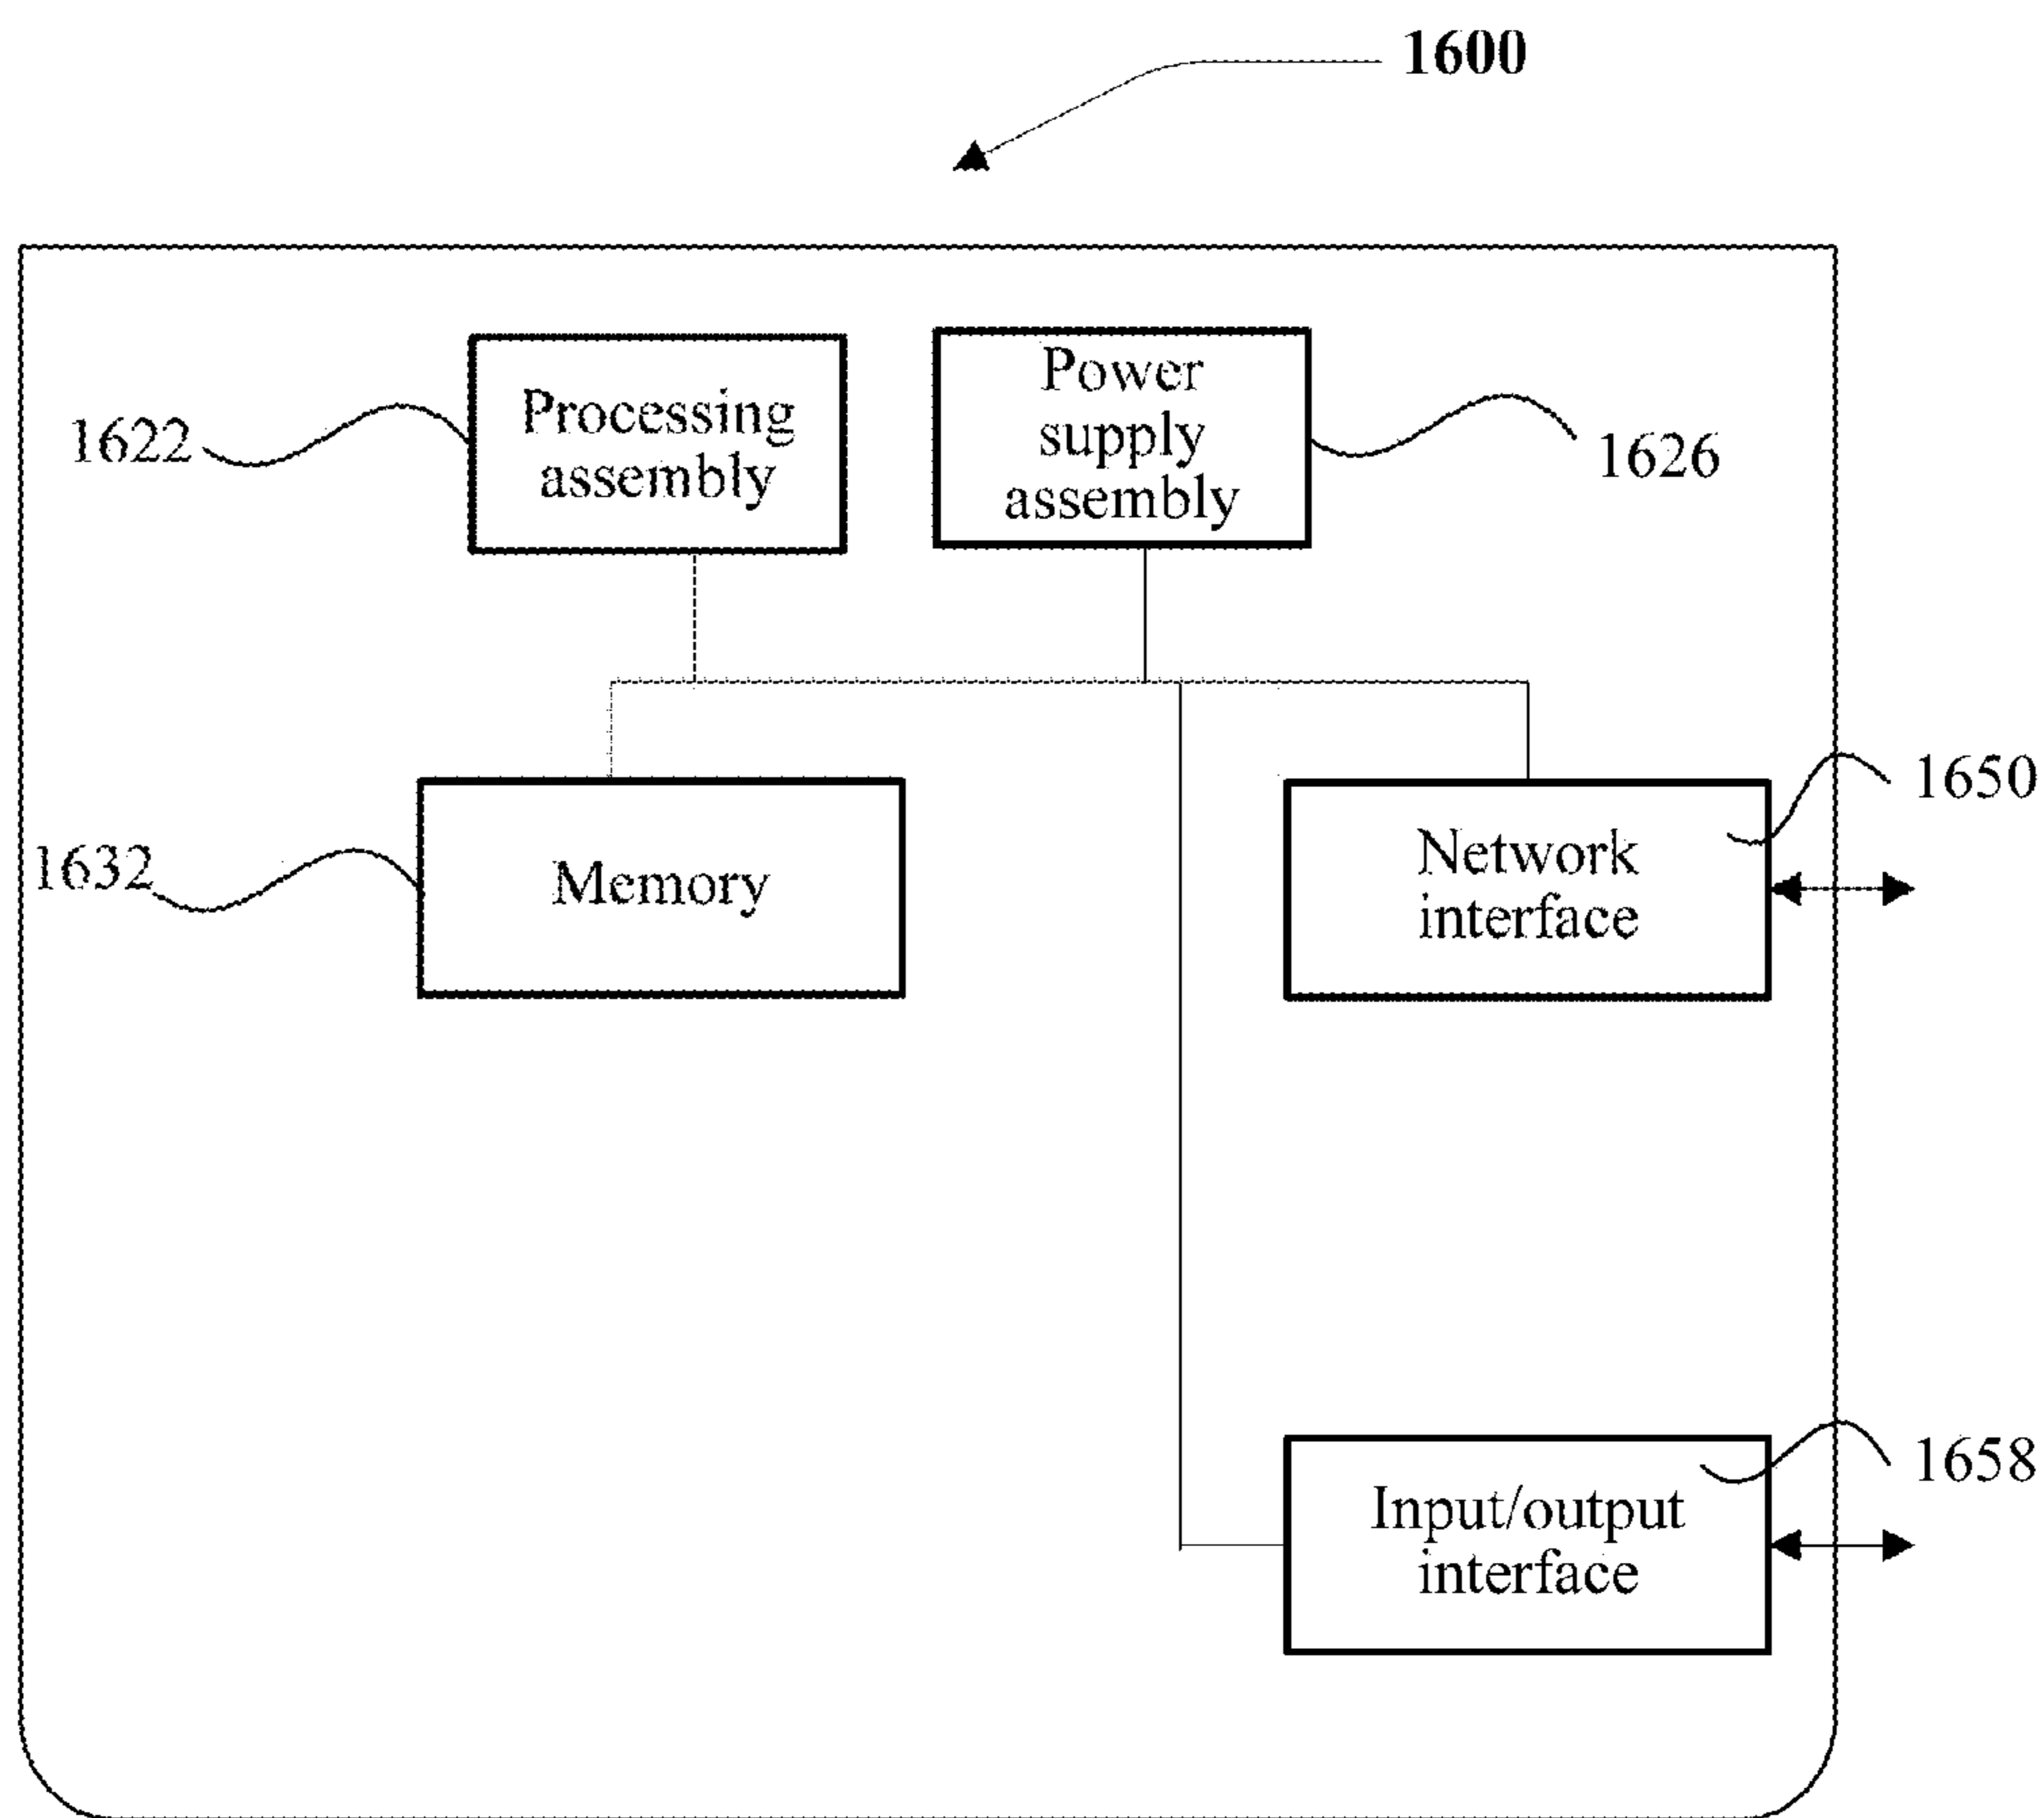 1600
Processing
assembly
Power
supply
assembly
1622
1626
1650
Network
interface
1632
Memory
1658
Input/output
interface